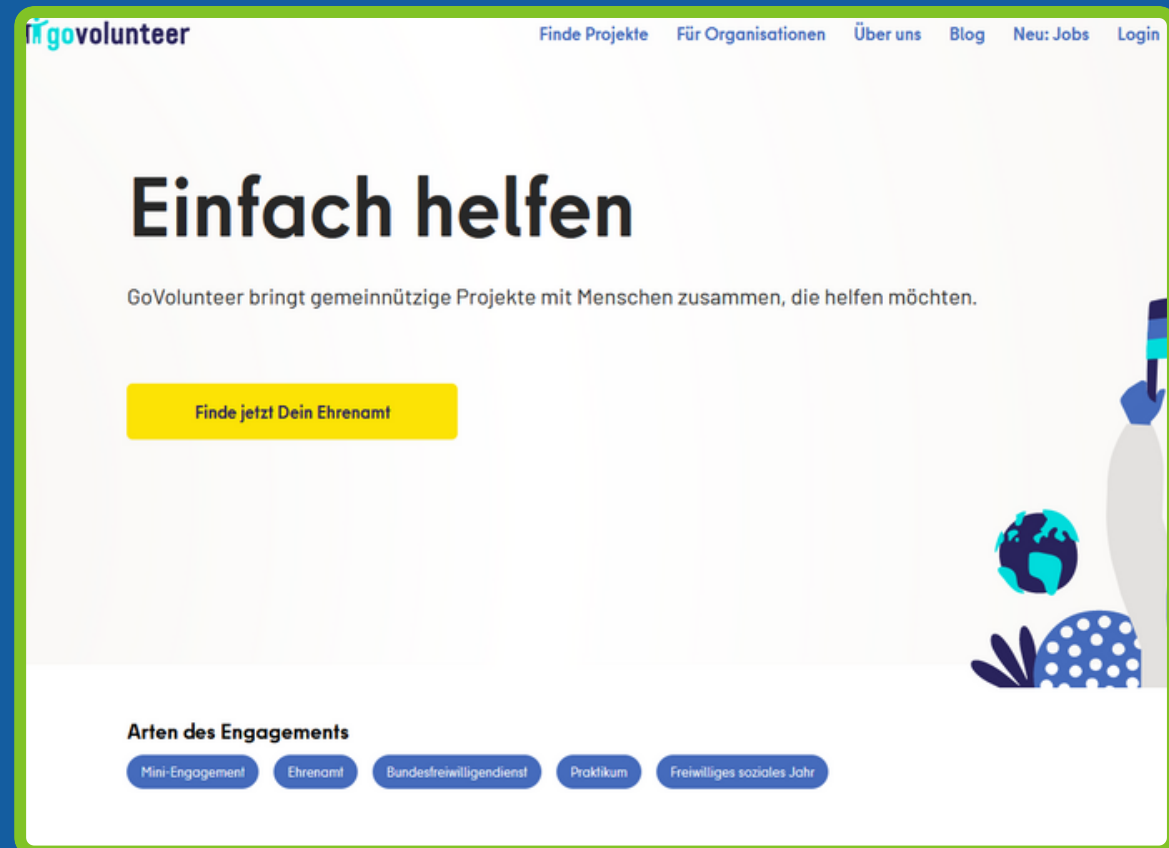 govolunteer
Finde Projekte Für Organisationen Über uns Blog Neu: Jobs Login
Einfach helfen
GoVolunteer bringt gemeinnützige Projekte mit Menschen zusammen, die helfen möchten.
Finde jetzt Dein Ehrenamt
Arten des Engagements
Mini-Engagement Ehrenamt Bundesfreiwilligendienst Praktikum Freiwilliges soziales Jahr